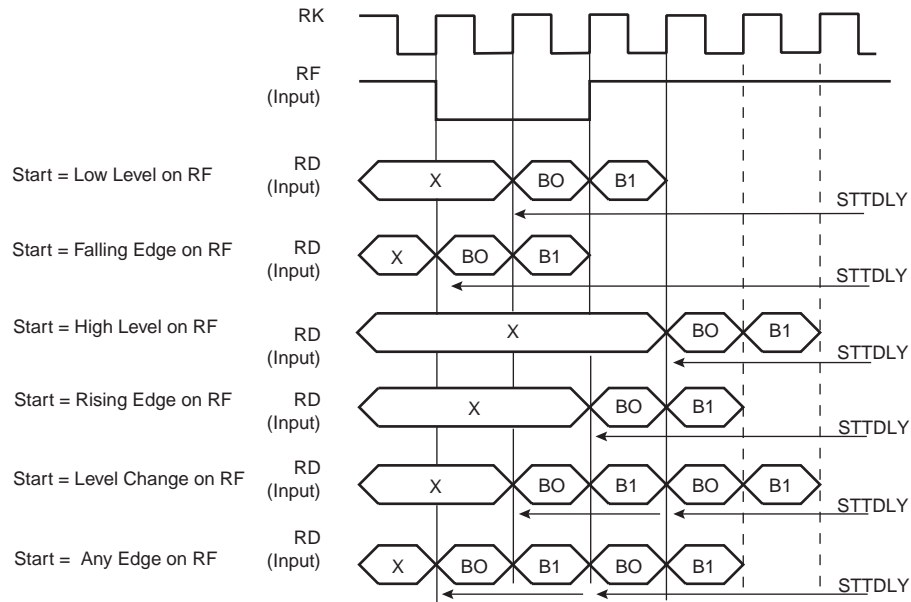 RK
RF
(Input)
Start = Low Level on RF
RD
(Input)
X
BO
B1
STTDLY
Start = Falling Edge on RF
RD
(Input)
X
BO
B1
STTDLY
Start = High Level on RF
RD
(Input)
X
BO
B1
STTDLY
Start = Rising Edge on RF
RD
(Input)
X
BO
B1
STTDLY
Start = Level Change on RF
RD
(Input)
X
BO
B1
BO
B1
STTDLY
Start = Any Edge on RF
RD
(Input)
X
BO
B1
BO
B1
STTDLY